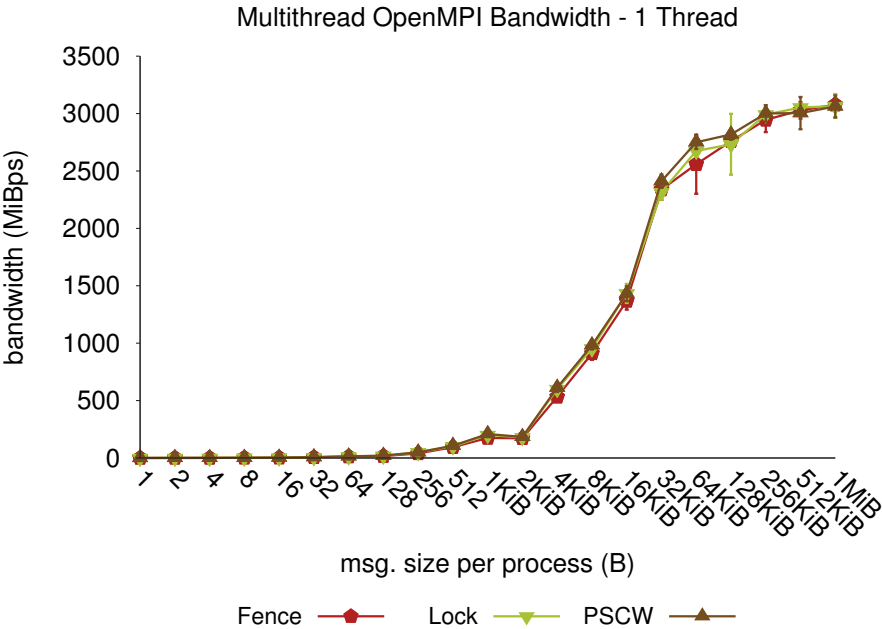 Multithread OpenMPI Bandwidth - 1 Thread
3500
3000
2500
2000
1500
1000
500
0
bandwidth (MiBps)
1 2 4 8 16 32 64 128 256 512 1KiB 2KiB 4KiB 8KiB 16KiB 32KiB 64KiB 128KiB 256KiB 512KiB 1MiB
msg. size per process (B)
Fence Lock PSCW